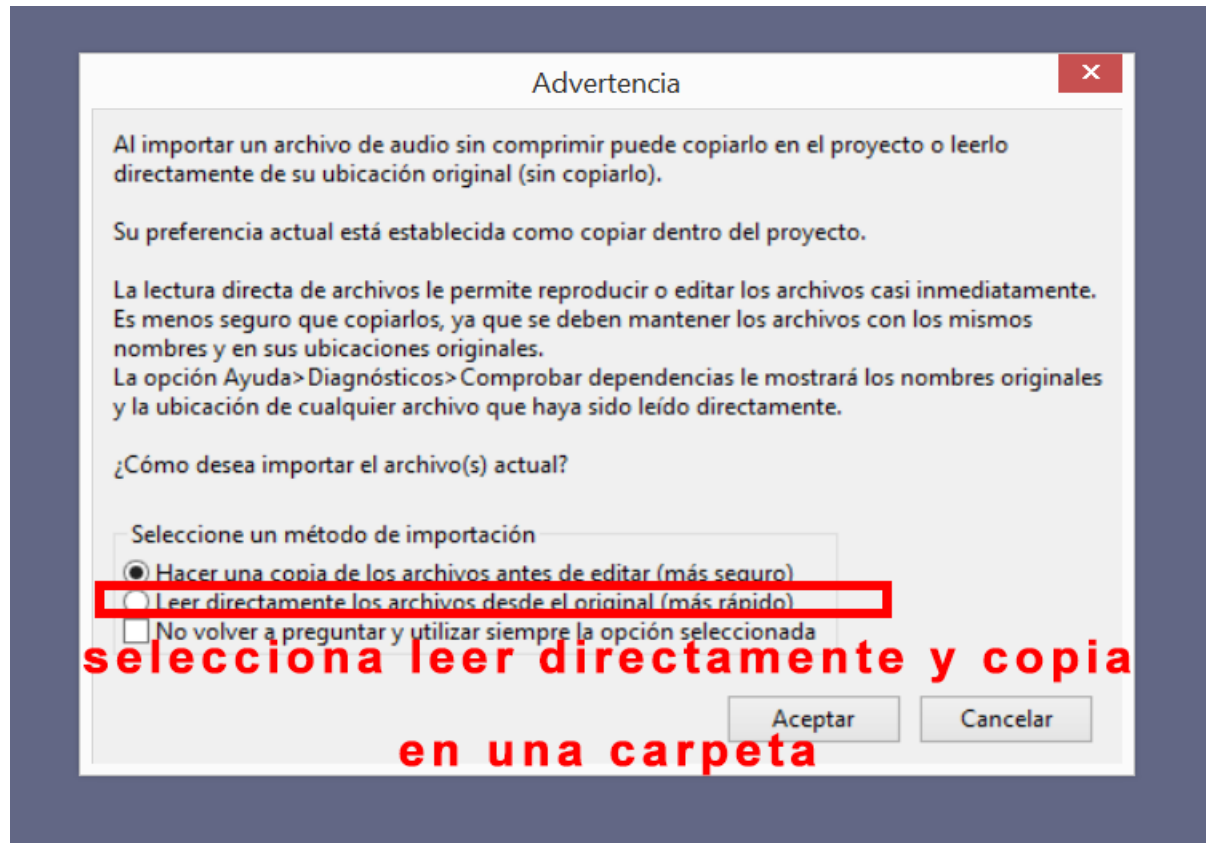 Advertencia
Al importar un archivo de audio sin comprimir puede copiarlo en el proyecto o leerlo
directamente de su ubicación original (sin copiarlo).
Su preferencia actual está establecida como copiar dentro del proyecto.
La lectura directa de archivos le permite reproducir o editar los archivos casi inmediatamente.
Es menos seguro que copiarlos, ya que se deben mantener los archivos con los mismos
nombres y en sus ubicaciones originales.
La opción Ayuda>Diagnósticos>Comprobar dependencias le mostrará los nombres originales
y la ubicación de cualquier archivo que haya sido leído directamente.
¿Cómo desea importar el archivo(s) actual?
Seleccione un método de importación
Hacer una copia de los archivos antes de editar (más seguro)
Leer directamente los archivos desde el original (más rápido)
No volver a preguntar y utilizar siempre la opción seleccionada
selecciona leer directamente y copia
Aceptar Cancelar
en una carpeta